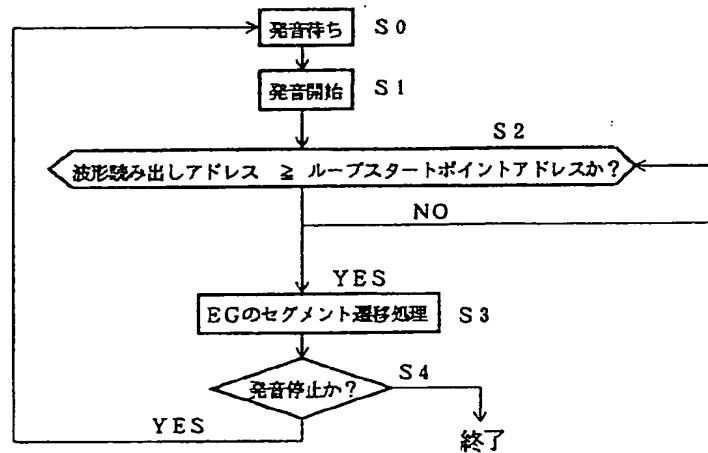 発音待ち S0
発音開始 S1
S2
波形読み出しアドレス ≧ ループスタートポイントアドレスか?
NO
YES
EGのセグメント遷移処理 S3
発音停止か? S4
YES
終了